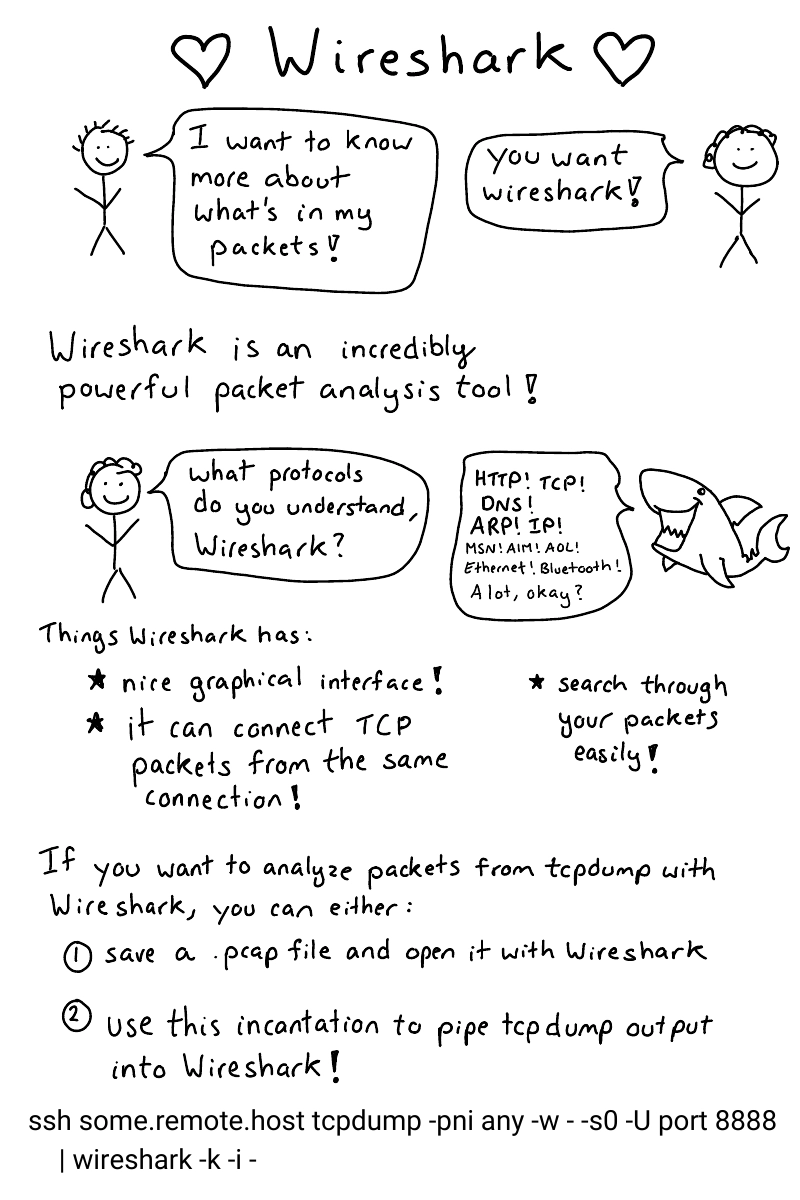 ♡ Wireshark ♡
I want to know
more about
what's in my
packets!
You want
wireshark!
Wireshark is an incredibly
powerful packet analysis tool!
what protocols
do you understand,
Wireshark?
HTTP! TCP!
DNS!
ARP! IP!
MSN! AIM! AOL!
Ethernet! Bluetooth!
A lot, okay?
Things Wireshark has:
★ nice graphical interface!
★ it can connect TCP
packets from the same
connection!
★ search through
your packets
easily!
If you want to analyze packets from tcpdump with
Wireshark, you can either:
① save a .pcap file and open it with Wireshark
② use this incantation to pipe tcpdump output
into Wireshark!
ssh some.remote.host tcpdump -pni any -w - -s0 -U port 8888
| wireshark -k -i -